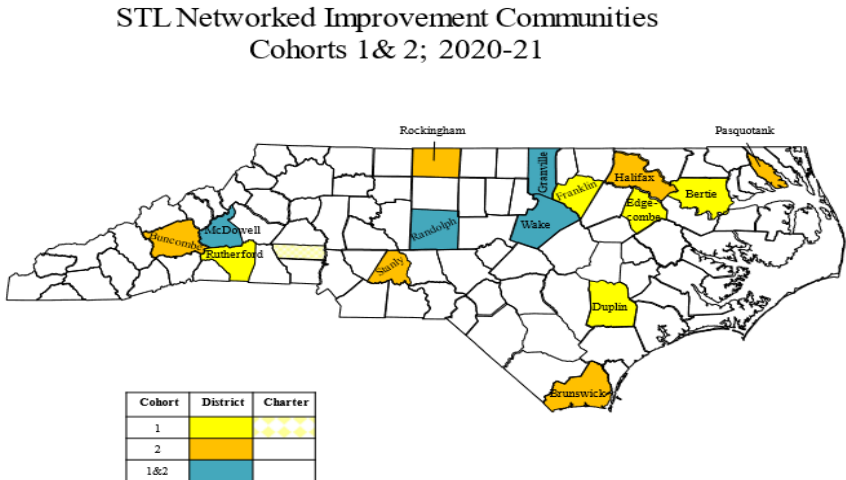 STL Networked Improvement Communities
Cohorts 1& 2; 2020-21
Rockingham
Pasquotank
Granville
Halifax
Franklin
Bertie
Edge-
combe
McDowell
Randolph
Wake
Buncombe
Rutherford
Stanly
Duplin
Brunswick
Cohort District Charter
1
2
1&2